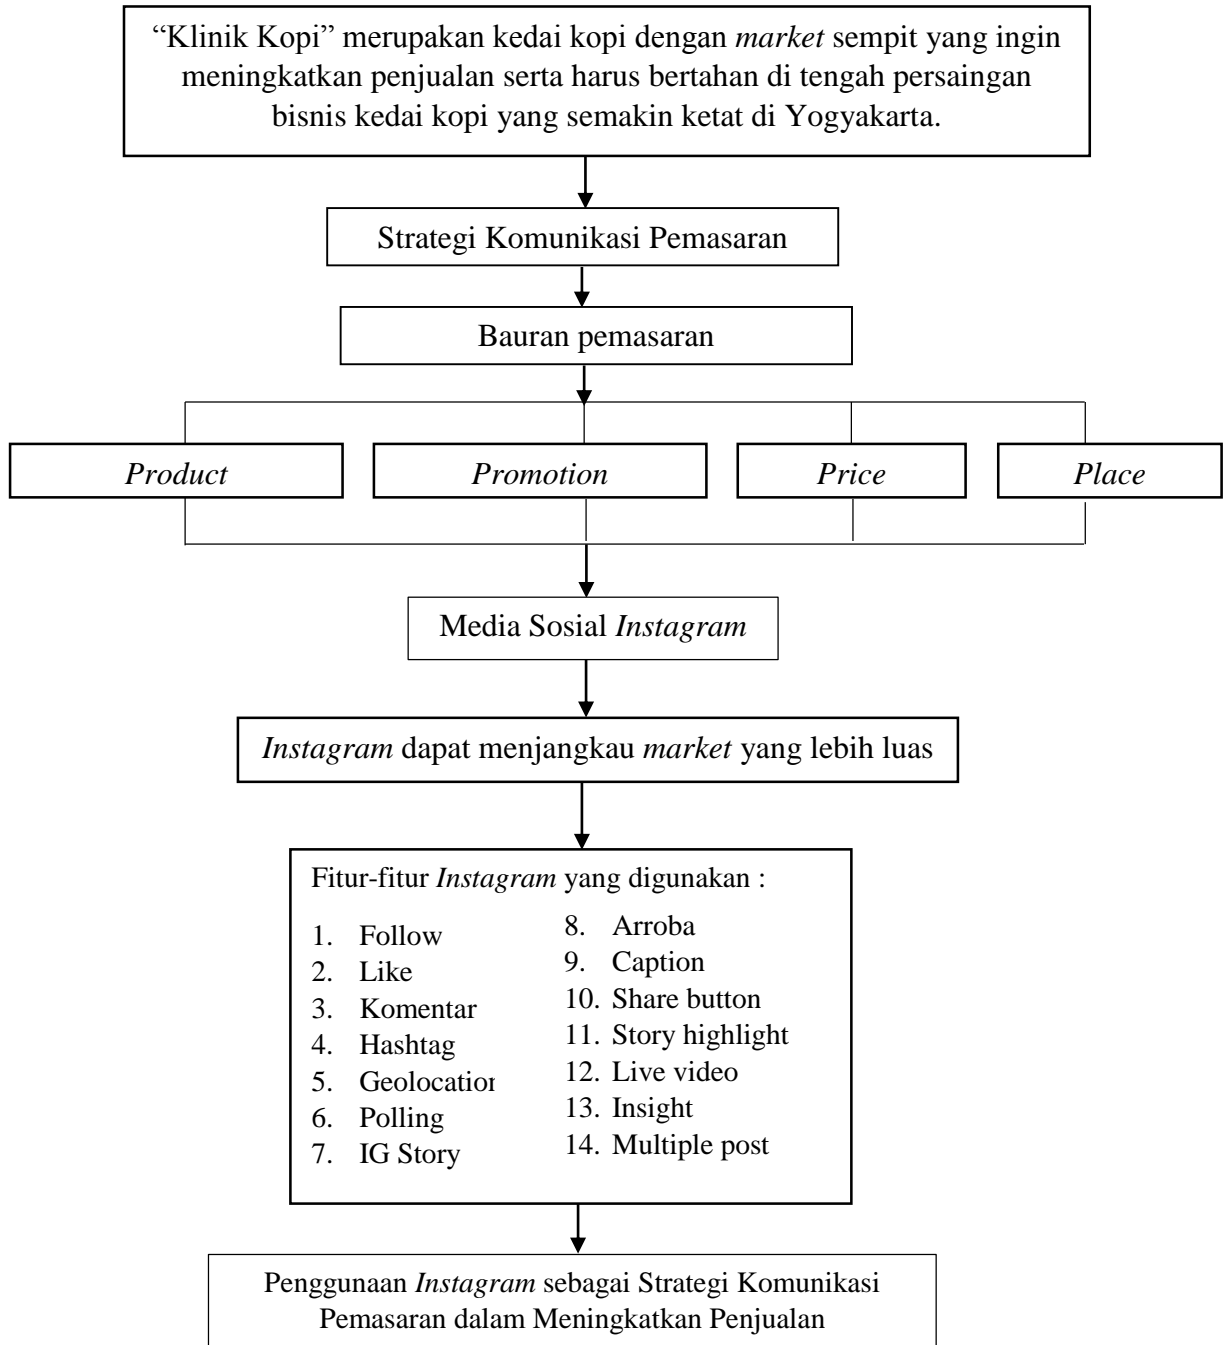 “Klinik Kopi” merupakan kedai kopi dengan market sempit yang ingin
meningkatkan penjualan serta harus bertahan di tengah persaingan
bisnis kedai kopi yang semakin ketat di Yogyakarta.
Strategi Komunikasi Pemasaran
Bauran pemasaran
Product
Promotion
Price
Place
Media Sosial Instagram
Instagram dapat menjangkau market yang lebih luas
Fitur-fitur Instagram yang digunakan :
1. Follow
2. Like
3. Komentar
4. Hashtag
5. Geolocation
6. Polling
7. IG Story
8. Arroba
9. Caption
10. Share button
11. Story highlight
12. Live video
13. Insight
14. Multiple post
Penggunaan Instagram sebagai Strategi Komunikasi
Pemasaran dalam Meningkatkan Penjualan